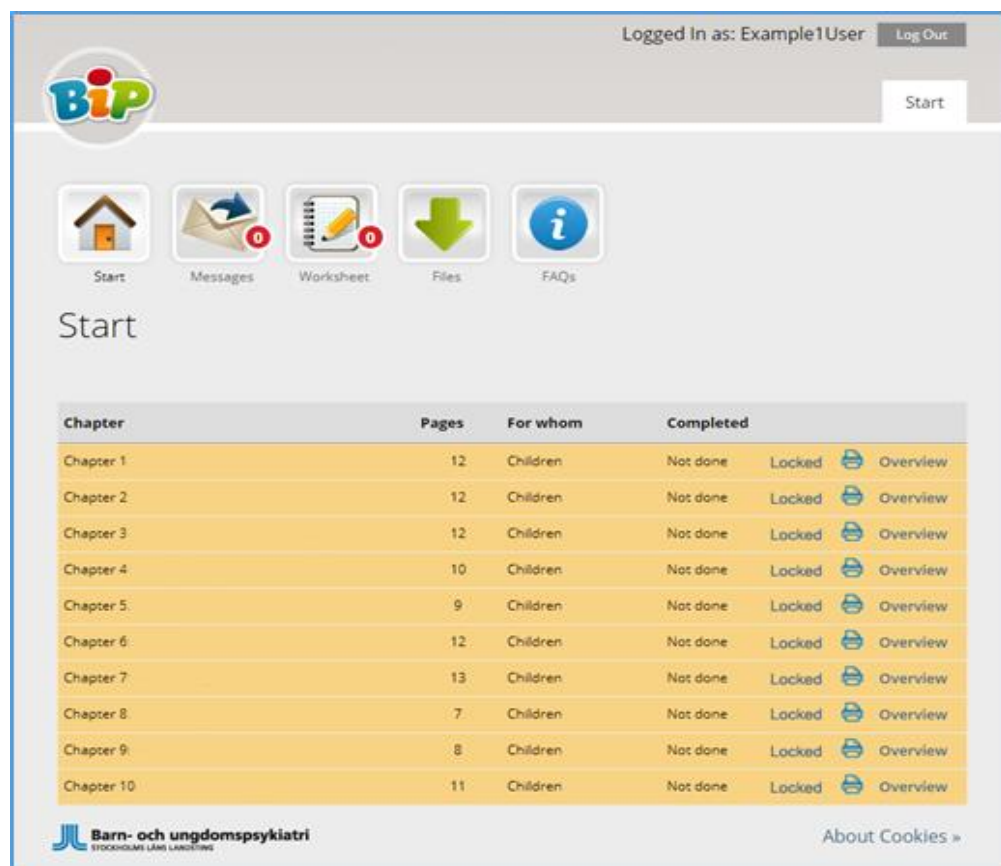 Logged In as: Example1User Log Out
BiP
Start
0 0
Start Messages Worksheet Files FAQs
Start
Chapter Pages For whom Completed
Chapter 1 12 Children Not done Locked Overview
Chapter 2 12 Children Not done Locked Overview
Chapter 3 12 Children Not done Locked Overview
Chapter 4 10 Children Not done Locked Overview
Chapter 5. 9 Children Not done Locked Overview
Chapter 6 12 Children Not done Locked Overview
Chapter 7 13 Children Not done Locked Overview
Chapter 8 7 Children Not done Locked Overview
Chapter 9: 8 Children Not done Locked Overview
Chapter 10 11 Children Not done Locked Overview
Barn- och ungdomspsykiatri
STOCKHOLMS LÄNS LANDSTING
About Cookies »